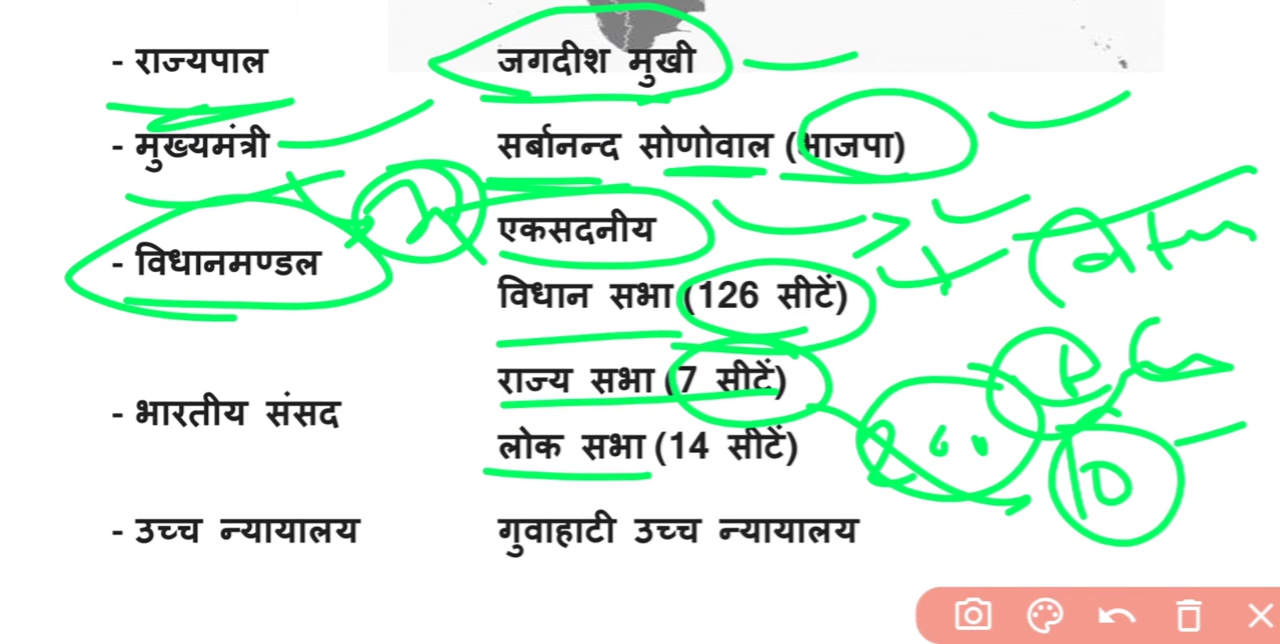 - राज्यपाल जगदीश मुखी
- मुख्यमंत्री सर्बानन्द सोणोवाल (भाजपा)
- विधानमण्डल एकसदनीय
विधान सभा (126 सीटें)
- भारतीय संसद राज्य सभा (7 सीटें)
लोक सभा (14 सीटें)
- उच्च न्यायालय गुवाहाटी उच्च न्यायालय